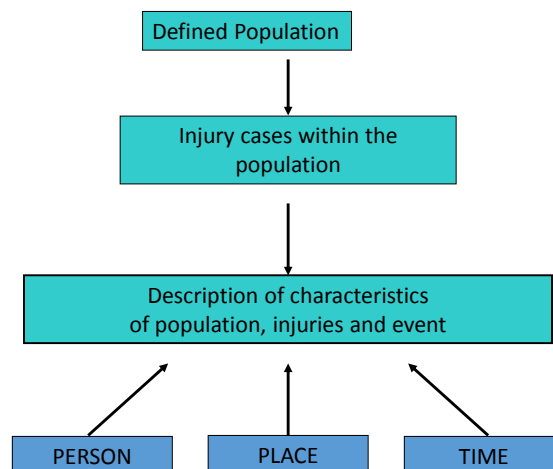 Defined Population
Injury cases within the
population
Description of characteristics
of population, injuries and event
PERSON
PLACE
TIME